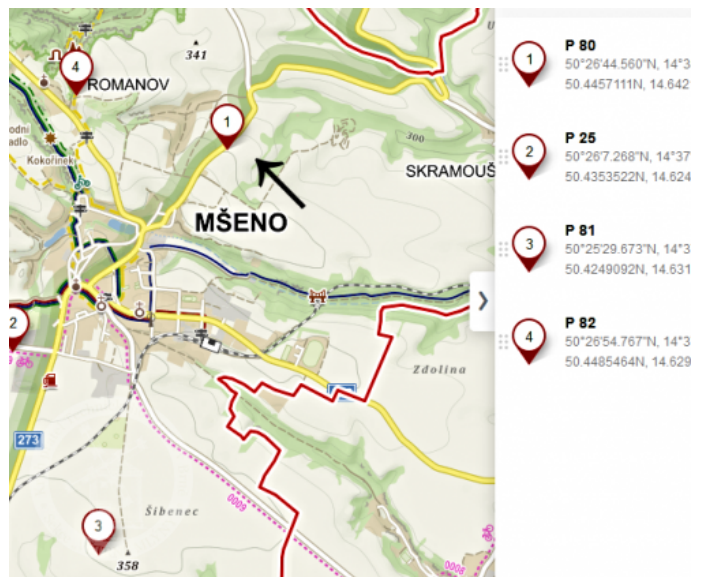 341
4
ROMANOV
1
odní
adlo
Kokořínek
300
SKRAMOUŠ
MŠENO
2
Zdolina
273
0009
Šibenec
3
358
0008
1
P 80
50°26'44.560"N, 14°3
50.4457111N, 14.642
2
P 25
50°26'7.268"N, 14°37
50.4353522N, 14.624
3
P 81
50°25'29.673"N, 14°3
50.4249092N, 14.631
4
P 82
50°26'54.767"N, 14°3
50.4485464N, 14.629